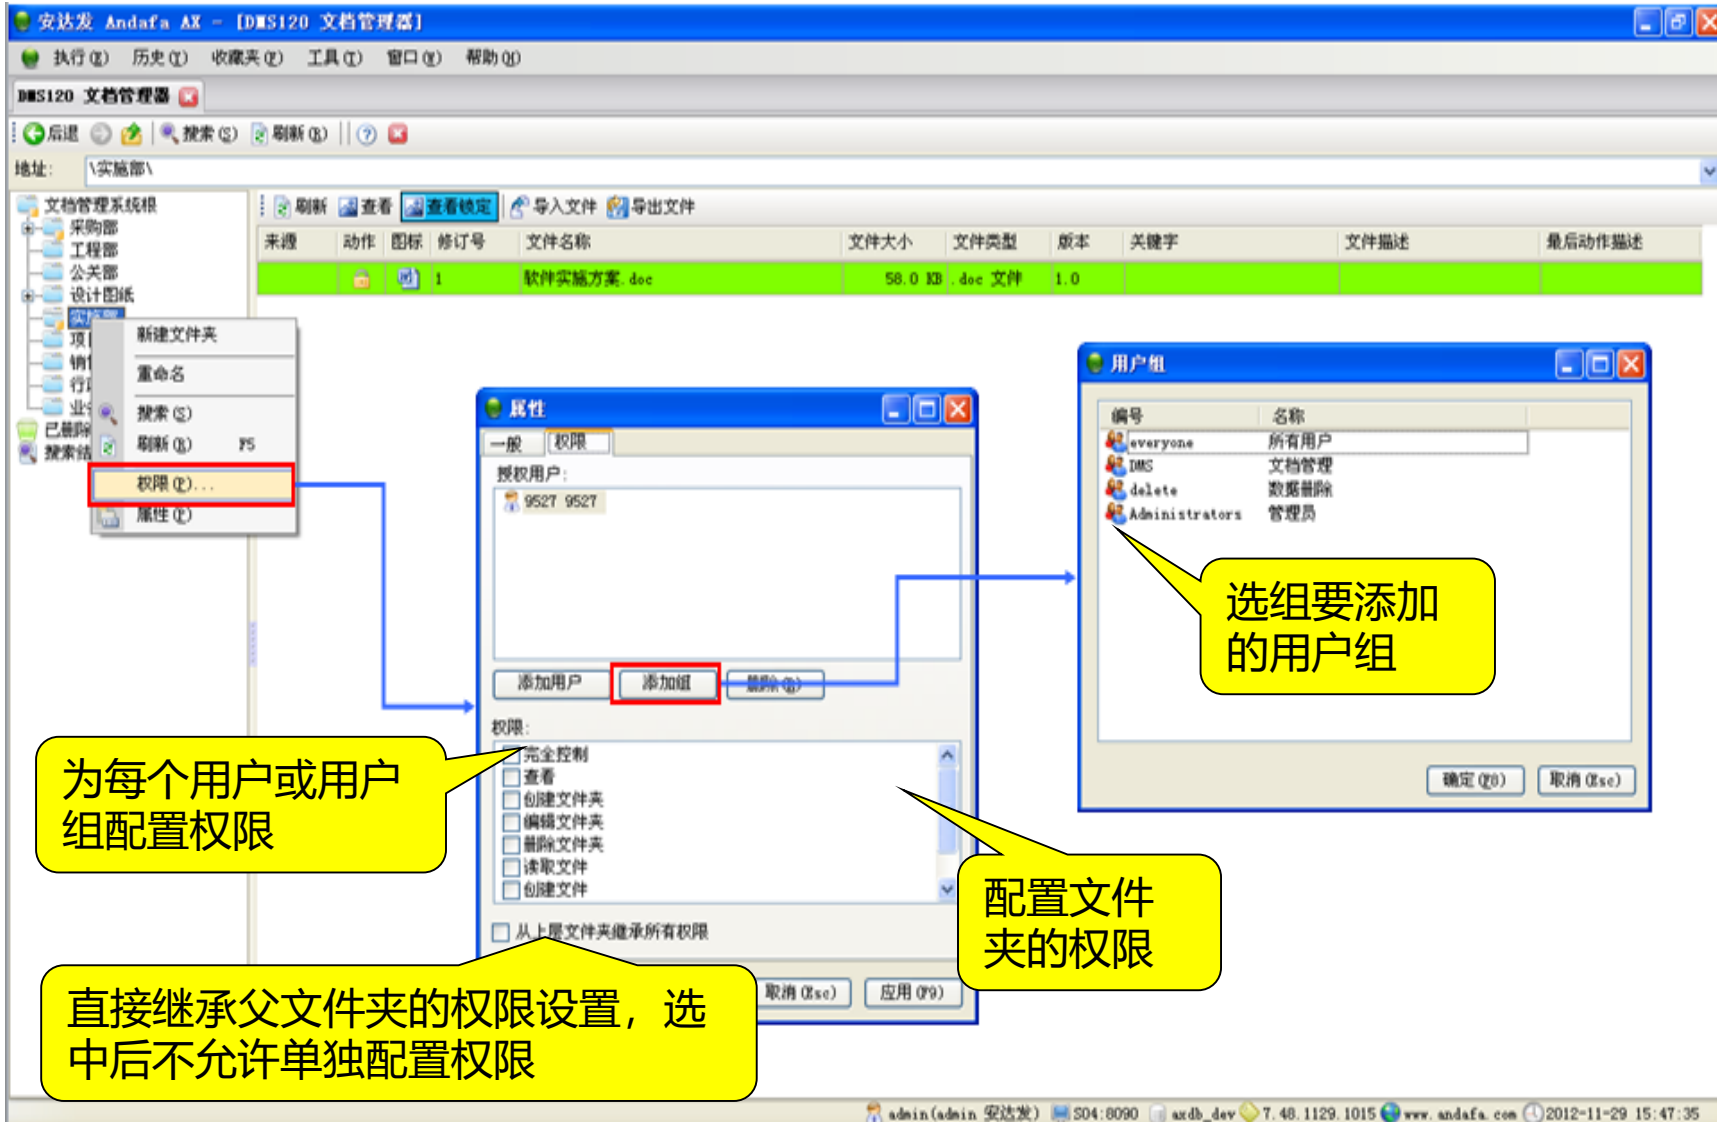 安达发 Andafa AX - [DMS120 文档管理器]
执行(E) 历史(Y) 收藏夹(F) 工具(T) 窗口(W) 帮助(H)
DMS120 文档管理器
后退 搜索(S) 刷新(R)
地址: \实施部\
文档管理系统根
采购部
工程部
公关部
设计图纸
实施部
项
销
行政
业务
已删除
搜索结
刷新 查看 查看锁定 导入文件 导出文件
来源 动作 图标 修订号 文件名称 文件大小 文件类型 版本 关键字 文件描述 最后动作描述
1 软件实施方案.doc 58.0 KB .doc 文件 1.0
新建文件夹
重命名
搜索(S)
刷新(R) F5
权限(P)...
属性(P)
属性
一般 权限
授权用户:
9527 9527
添加用户 添加组 删除(D)
权限:
完全控制
查看
创建文件夹
编辑文件夹
删除文件夹
读取文件
创建文件
从上层文件夹继承所有权限
取消(Esc) 应用(F9)
用户组
编号 名称
everyone 所有用户
DMS 文档管理
delete 数据删除
Administrators 管理员
确定(F8) 取消(Esc)
选组要添加
的用户组
为每个用户或用户
组配置权限
配置文件
夹的权限
直接继承父文件夹的权限设置，选
中后不允许单独配置权限
admin(admin 安达发) S04:8090 axdb_dev 7.48.1129.1015 www.andafa.com 2012-11-29 15:47:35